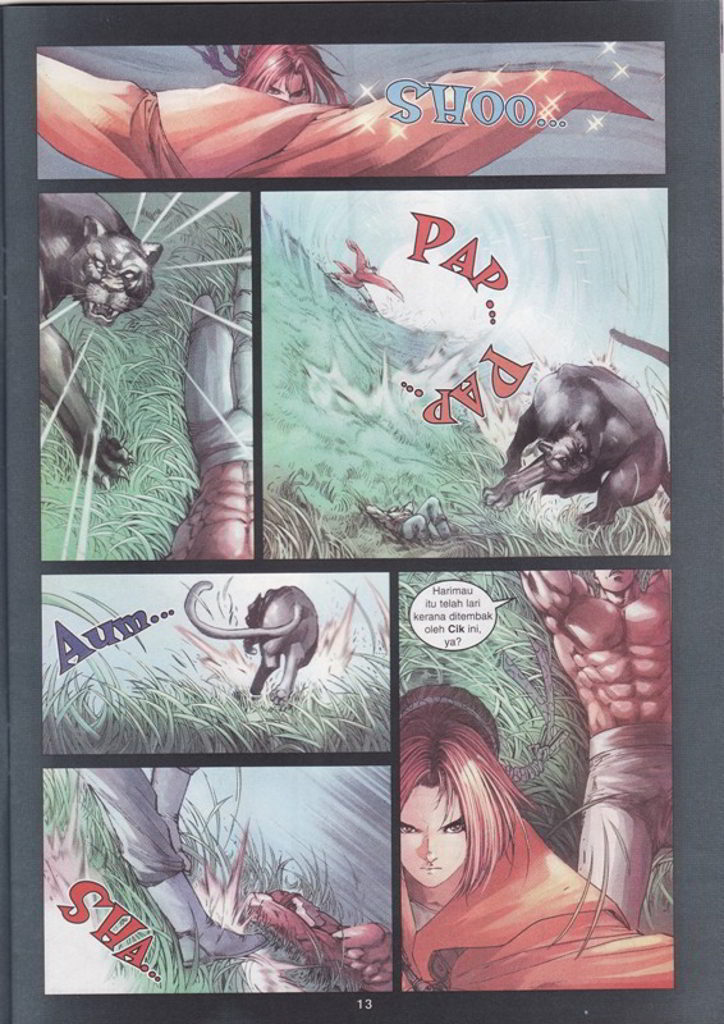 SHOO...
PAP...
PAP...
AUM...
Harimau
itu telah lari
kerana ditembak
oleh Cik ini,
ya?
SHA...
13